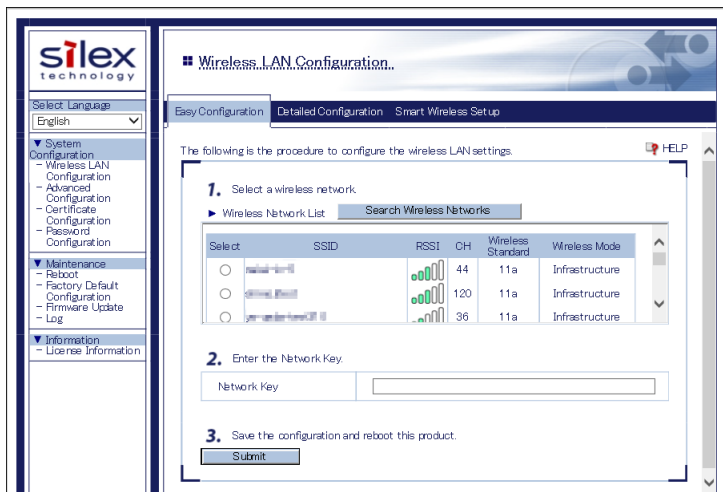 silex
technology
Select Language
English
▼ System
Configuration
− Wireless LAN
Configuration
− Advanced
Configuration
− Certificate
Configuration
− Password
Configuration
▼ Maintenance
− Reboot
− Factory Default
Configuration
− Firmware Update
− Log
▼ Information
− License Information
Wireless LAN Configuration
Easy Configuration Detailed Configuration Smart Wireless Setup
The following is the procedure to configure the wireless LAN settings.
HELP
1. Select a wireless network.
▶ Wireless Network List Search Wireless Networks
Select SSID RSSI CH Wireless Standard Wireless Mode
44 11a Infrastructure
120 11a Infrastructure
36 11a Infrastructure
2. Enter the Network Key.
Network Key
3. Save the configuration and reboot this product.
Submit